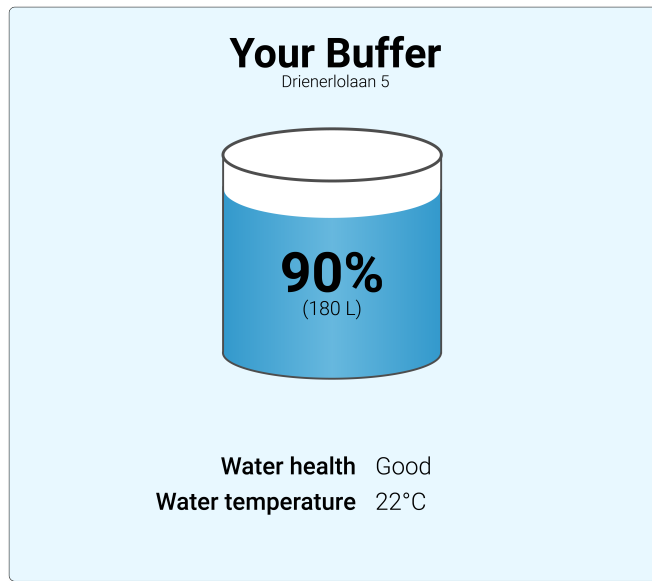 Your Buffer
Drienerlolaan 5
90%
(180 L)
Water health Good
Water temperature 22°C